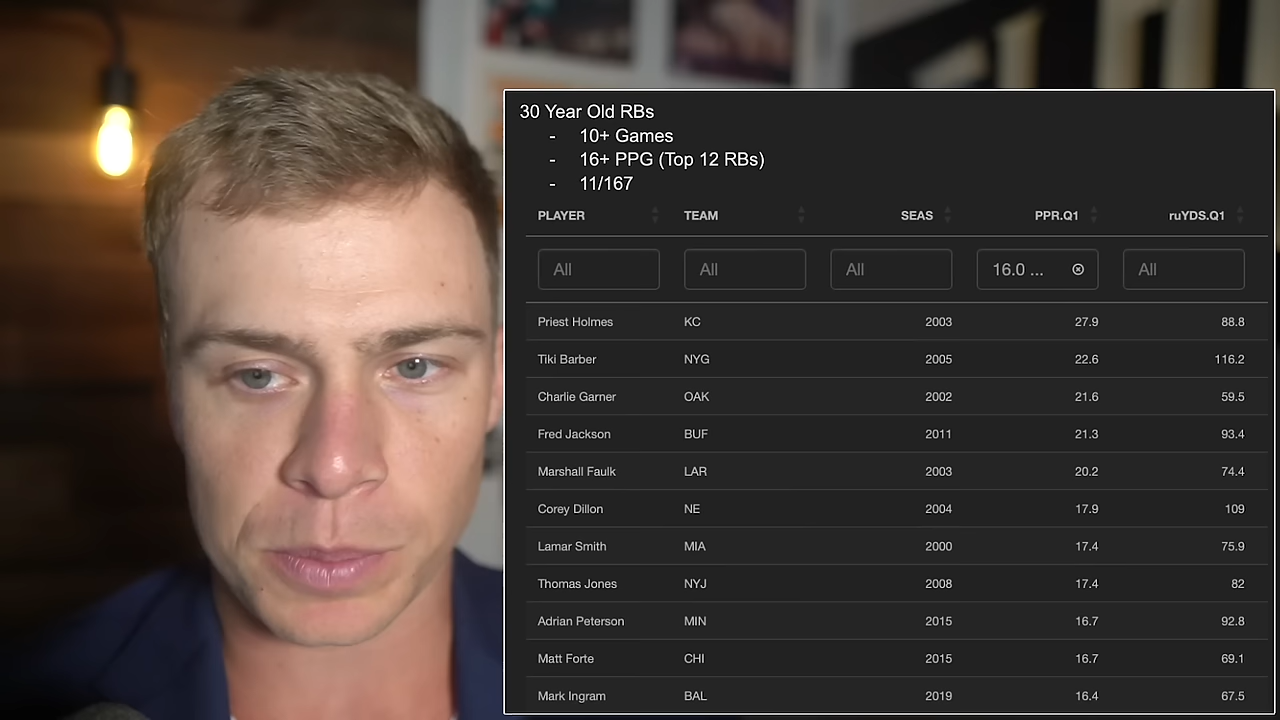 30 Year Old RBs
- 10+ Games
- 16+ PPG (Top 12 RBs)
- 11/167
PLAYER TEAM SEAS PPR.Q1 ruYDS.Q1
All All All 16.0 ... All
Priest Holmes KC 2003 27.9 88.8
Tiki Barber NYG 2005 22.6 116.2
Charlie Garner OAK 2002 21.6 59.5
Fred Jackson BUF 2011 21.3 93.4
Marshall Faulk LAR 2003 20.2 74.4
Corey Dillon NE 2004 17.9 109
Lamar Smith MIA 2000 17.4 75.9
Thomas Jones NYJ 2008 17.4 82
Adrian Peterson MIN 2015 16.7 92.8
Matt Forte CHI 2015 16.7 69.1
Mark Ingram BAL 2019 16.4 67.5